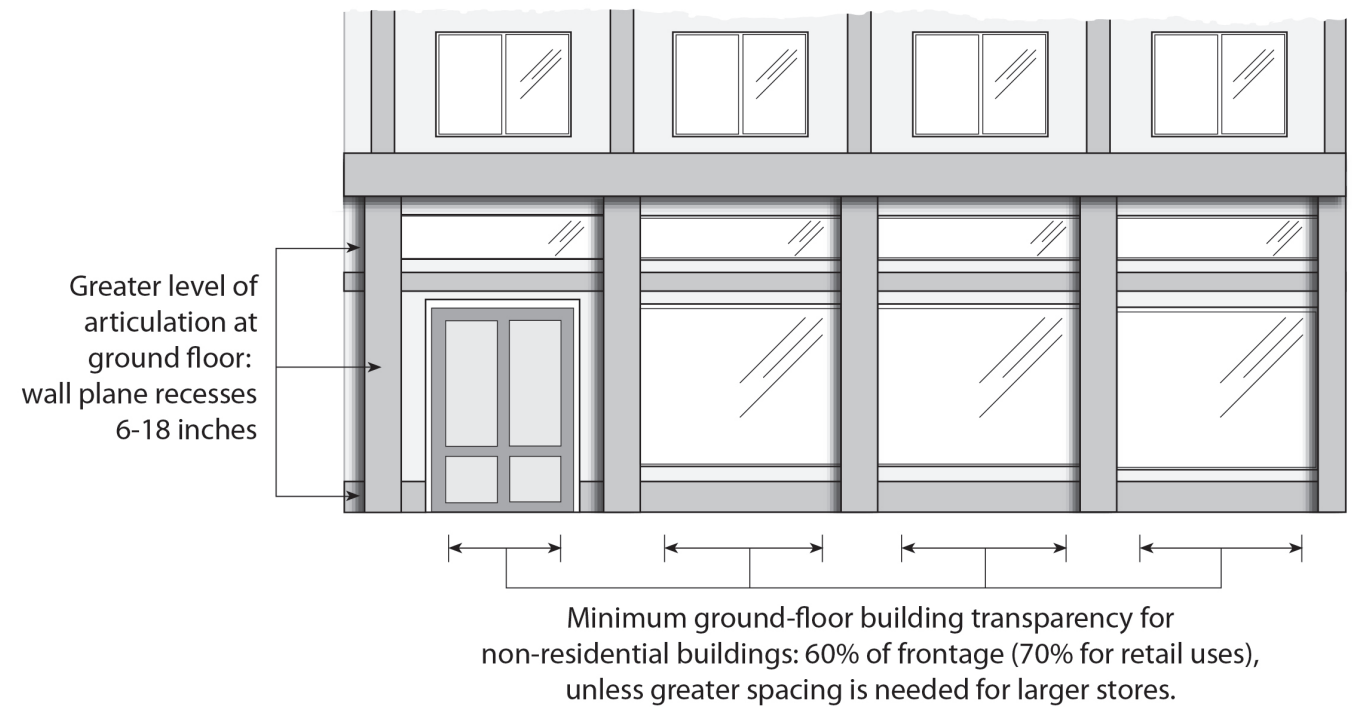 Greater level of
articulation at
ground floor:
wall plane recesses
6-18 inches
Minimum ground-floor building transparency for
non-residential buildings: 60% of frontage (70% for retail uses),
unless greater spacing is needed for larger stores.